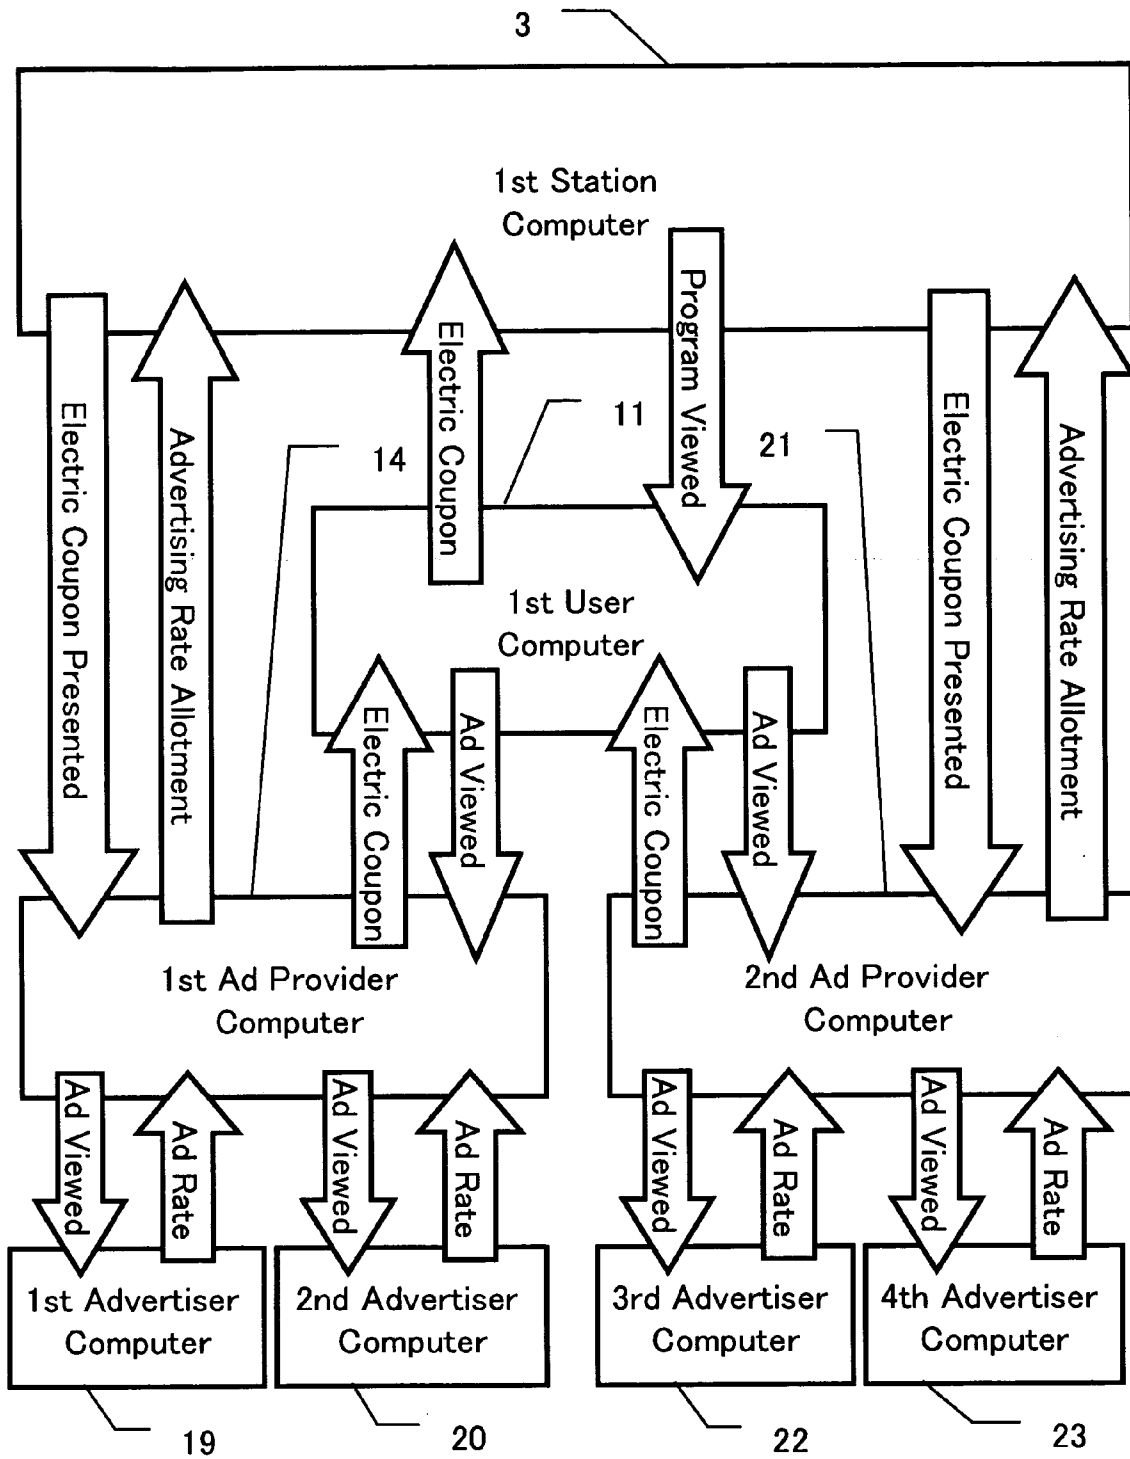 3
1st Station
Computer
Electric Coupon Presented
Advertising Rate Allotment
Electric Coupon
Program Viewed
Electric Coupon Presented
Advertising Rate Allotment
14
11
21
1st User
Computer
Electric Coupon
Ad Viewed
Electric Coupon
Ad Viewed
1st Ad Provider
Computer
2nd Ad Provider
Computer
Ad Viewed
Ad Rate
Ad Viewed
Ad Rate
Ad Viewed
Ad Rate
Ad Viewed
Ad Rate
1st Advertiser
Computer
2nd Advertiser
Computer
3rd Advertiser
Computer
4th Advertiser
Computer
19
20
22
23